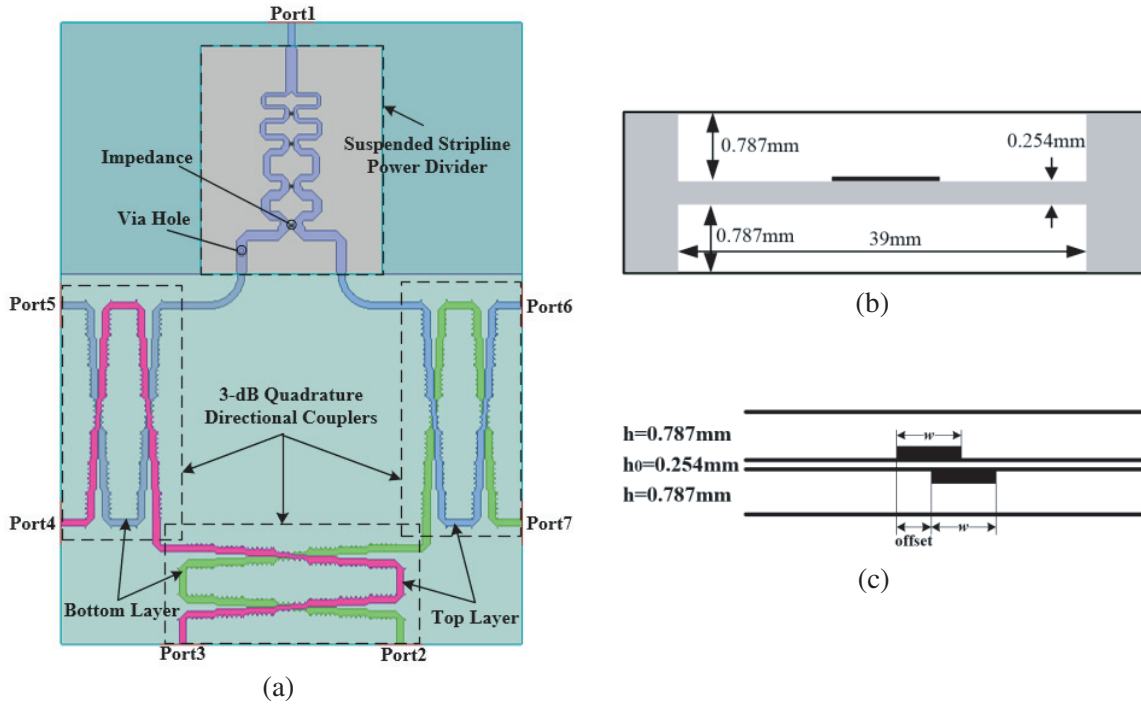 Port1
Suspended Stripline
Power Divider
Impedance
Via Hole
Port5
Port6
3-dB Quadrature
Directional Couplers
Port4
Port7
Bottom Layer
Top Layer
Port3
Port2
(a)
0.787mm
0.254mm
0.787mm
39mm
(b)
h=0.787mm
w
h0=0.254mm
h=0.787mm
offset
w
(c)